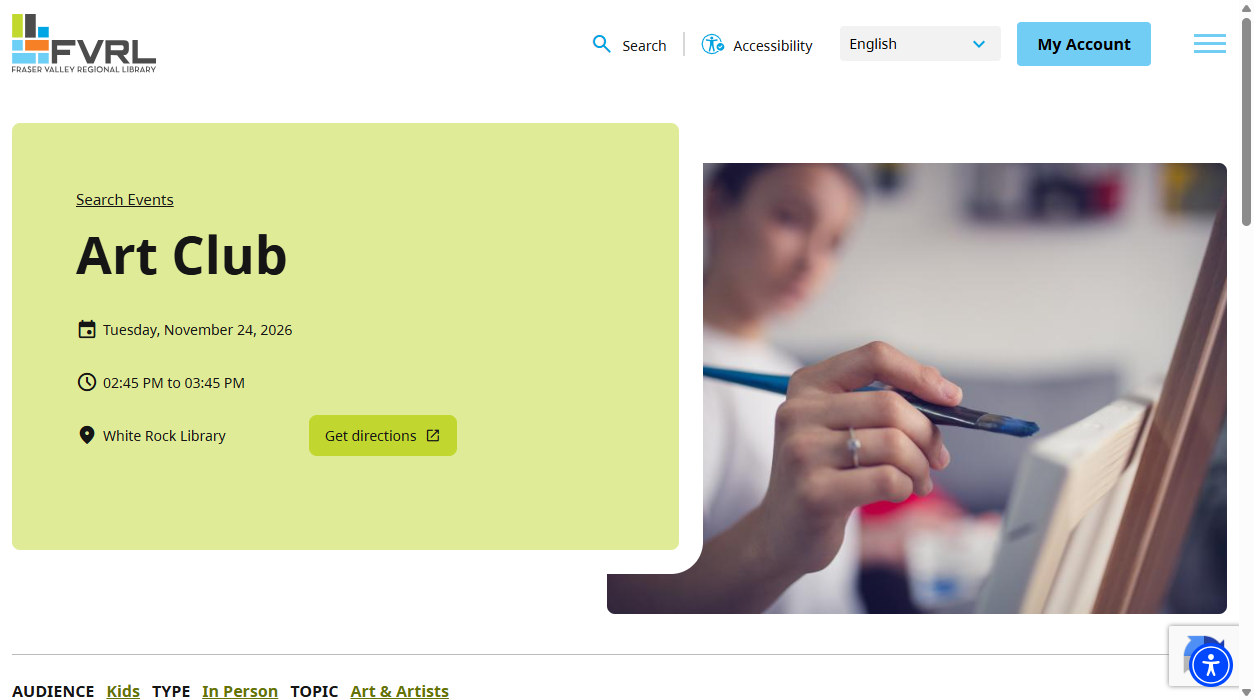 FVRL
FRASER VALLEY REGIONAL LIBRARY
Search
Accessibility
English
My Account
Search Events
Art Club
Tuesday, November 24, 2026
02:45 PM to 03:45 PM
White Rock Library
Get directions
AUDIENCE Kids TYPE In Person TOPIC Art & Artists